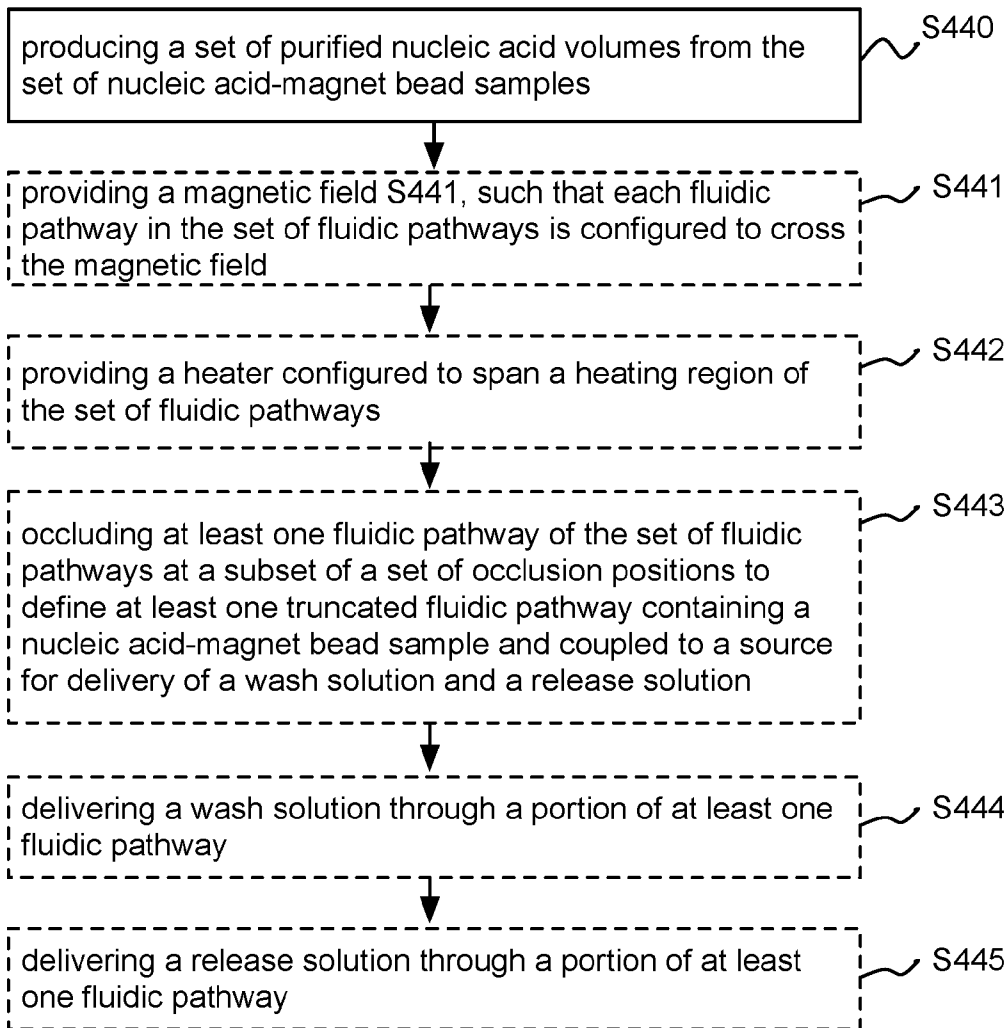 producing a set of purified nucleic acid volumes from the
set of nucleic acid-magnet bead samples
S440
providing a magnetic field S441, such that each fluidic
pathway in the set of fluidic pathways is configured to cross
the magnetic field
S441
providing a heater configured to span a heating region of
the set of fluidic pathways
S442
occluding at least one fluidic pathway of the set of fluidic
pathways at a subset of a set of occlusion positions to
define at least one truncated fluidic pathway containing a
nucleic acid-magnet bead sample and coupled to a source
for delivery of a wash solution and a release solution
S443
delivering a wash solution through a portion of at least one
fluidic pathway
S444
delivering a release solution through a portion of at least
one fluidic pathway
S445